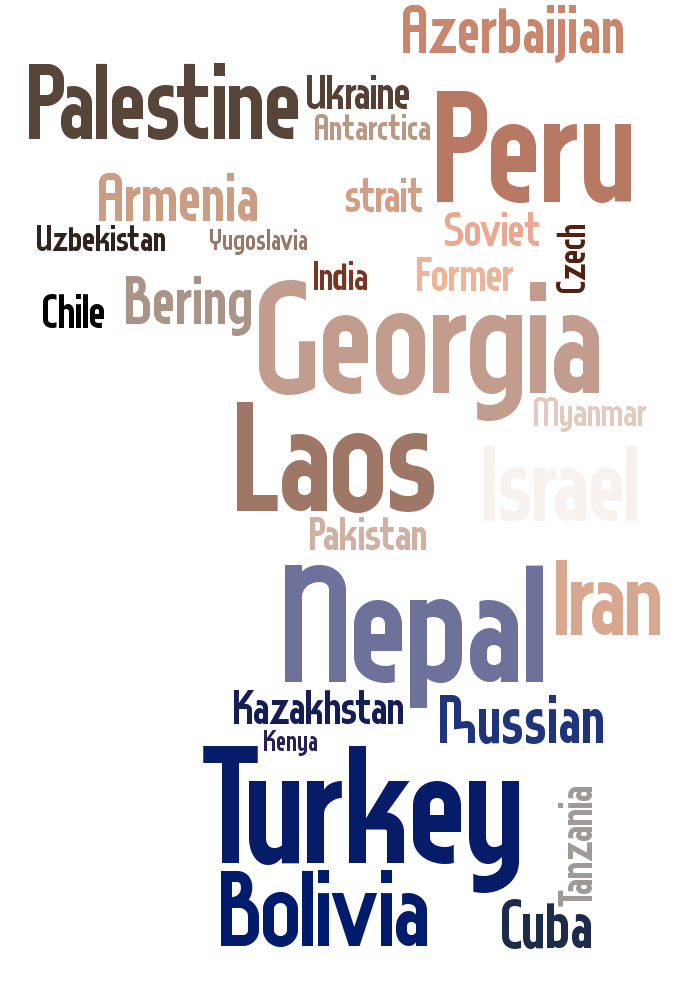 Azerbaijian
Palestine
Ukraine
Antarctica
Peru
Armenia
strait
Soviet
Czech
Uzbekistan
Yugoslavia
India
Former
Chile
Bering
Georgia
Myanmar
Laos
Israel
Pakistan
Nepal
Iran
Kazakhstan
Russian
Kenya
Turkey
Tanzania
Bolivia
Cuba